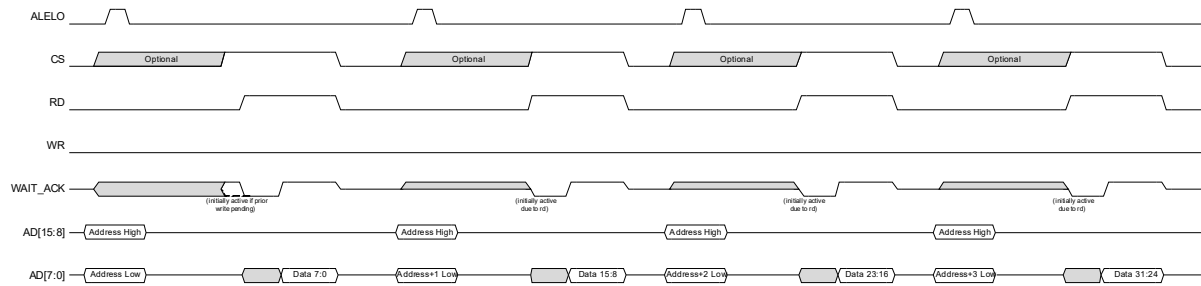 ALELO
CS Optional Optional Optional Optional
RD
WR
WAIT_ACK
(initially active if prior (initially active (initially active (initially active
write pending) due to rd) due to rd) due to rd)
AD[15:8] Address High Address High Address High Address High
AD[7:0] Address Low Data 7:0 Address+1 Low Data 15:8 Address+2 Low Data 23:16 Address+3 Low Data 31:24